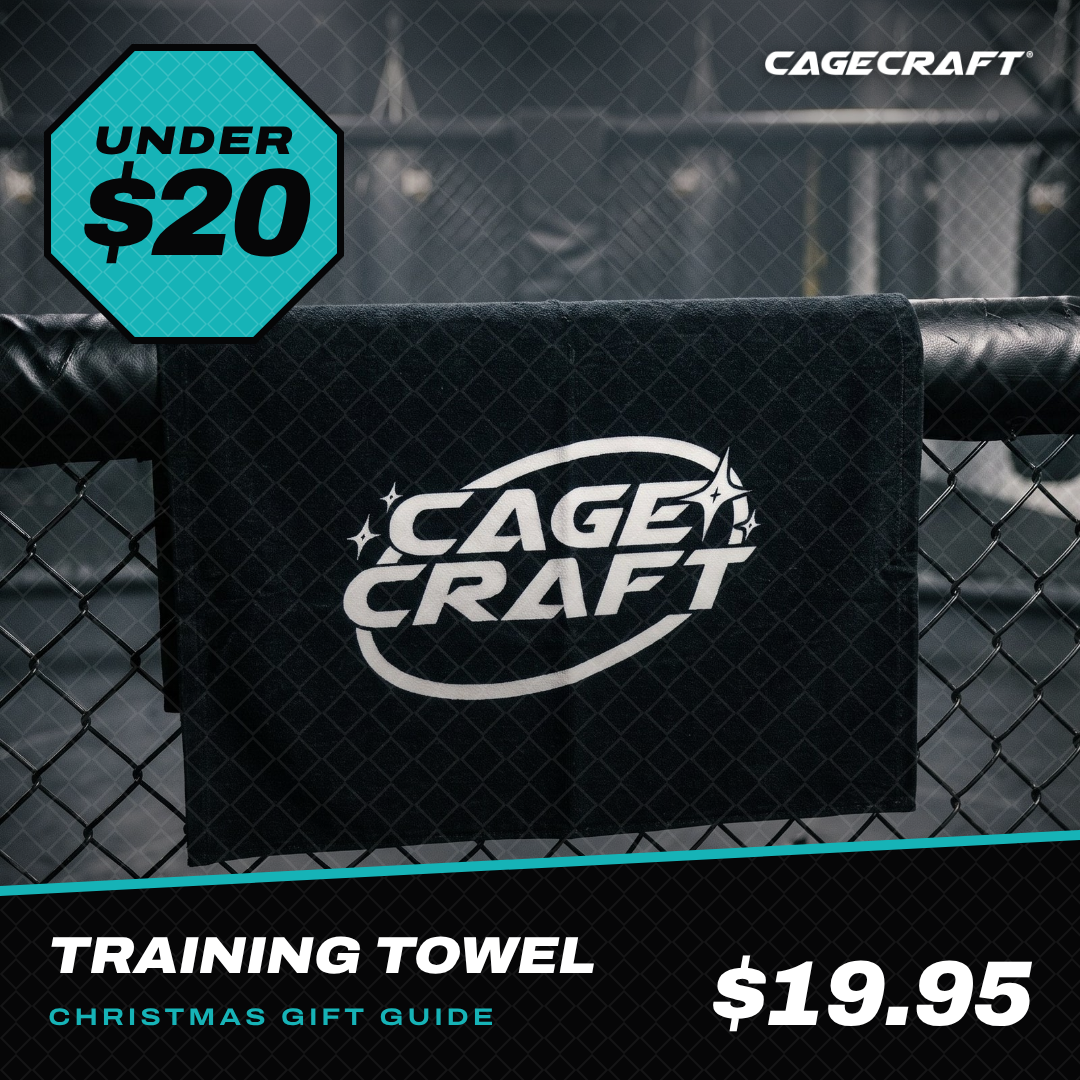 CAGECRAFT®
UNDER
$20
CAGE
CRAFT
TRAINING TOWEL
CHRISTMAS GIFT GUIDE
$19.95